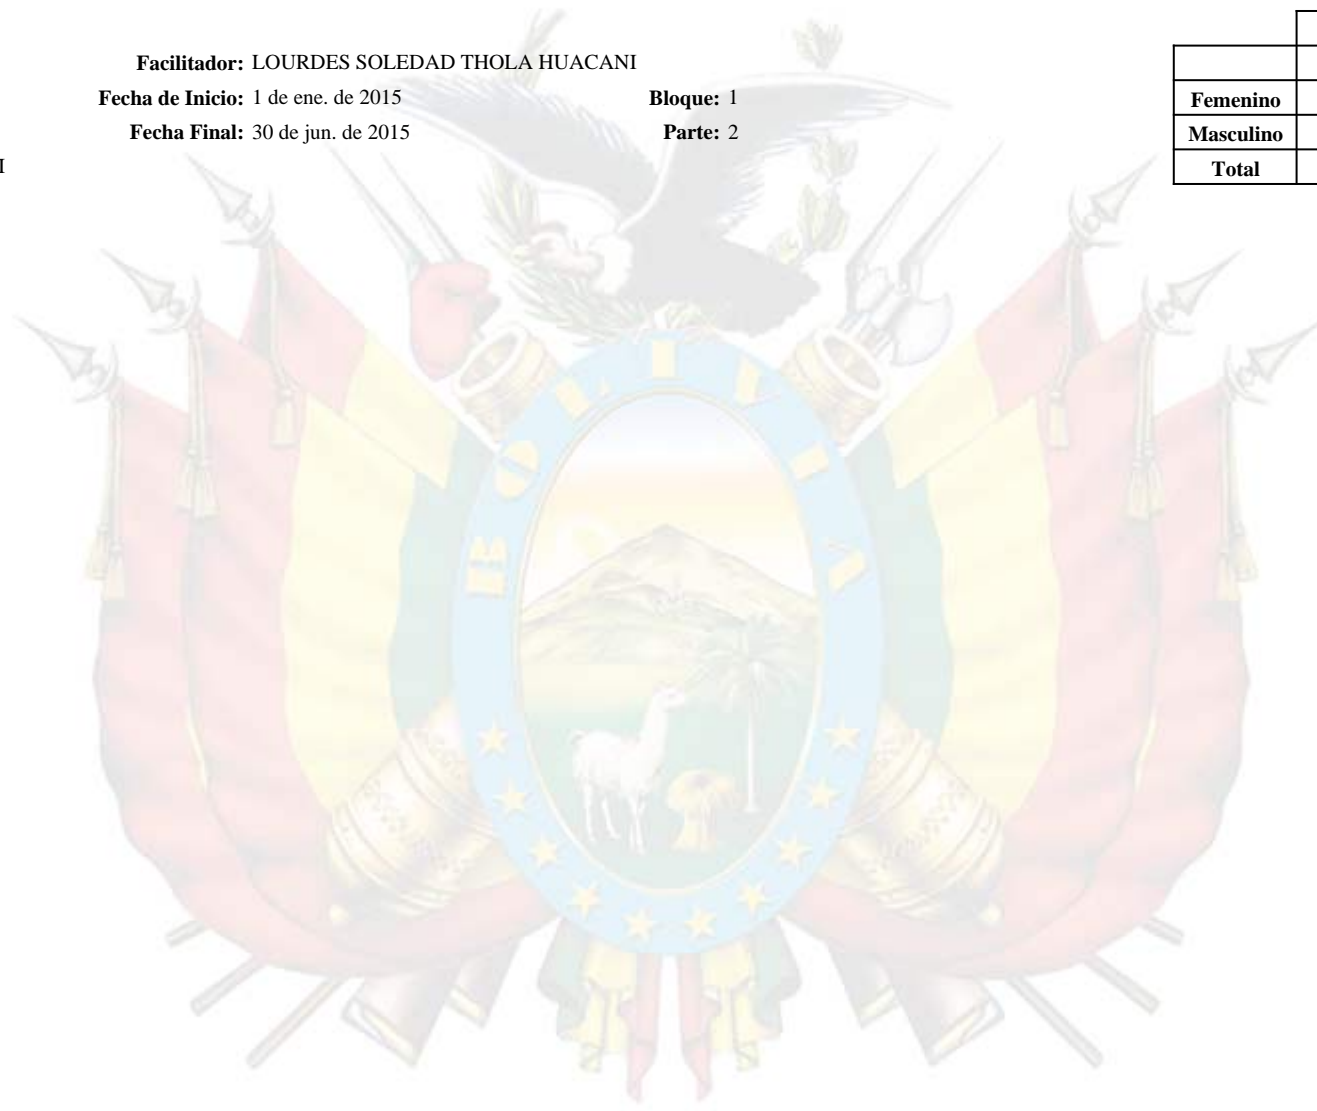 Facilitador: LOURDES SOLEDAD THOLA HUACANI
Fecha de Inicio: 1 de ene. de 2015 Bloque: 1
Fecha Final: 30 de jun. de 2015 Parte: 2
I
Femenino
Masculino
Total
BOLIVIA